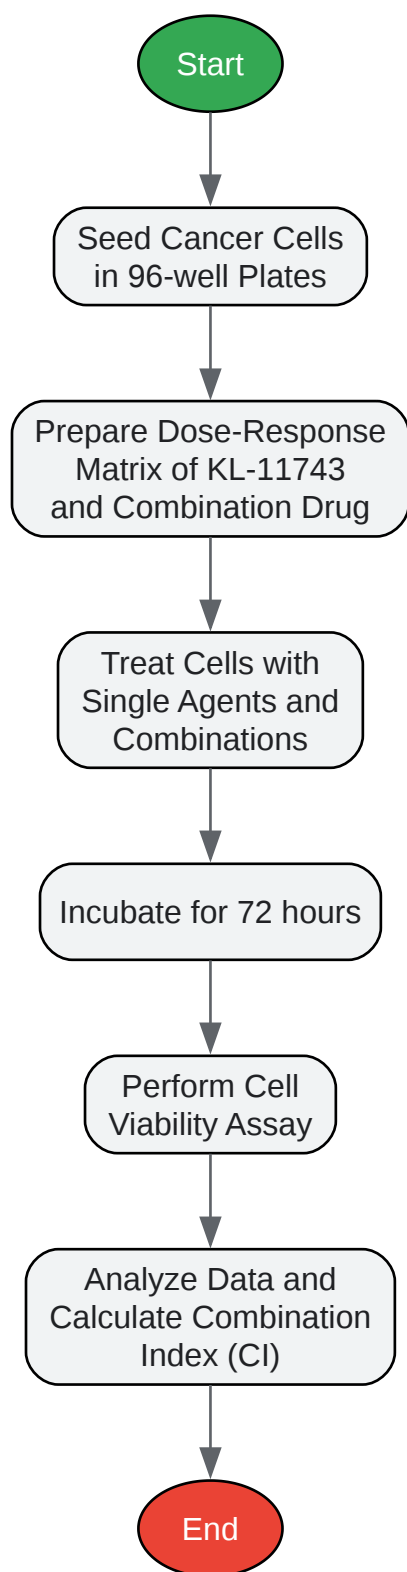 Start
Seed Cancer Cells
in 96-well Plates
Prepare Dose-Response
Matrix of KL-11743
and Combination Drug
Treat Cells with
Single Agents and
Combinations
Incubate for 72 hours
Perform Cell
Viability Assay
Analyze Data and
Calculate Combination
Index (CI)
End